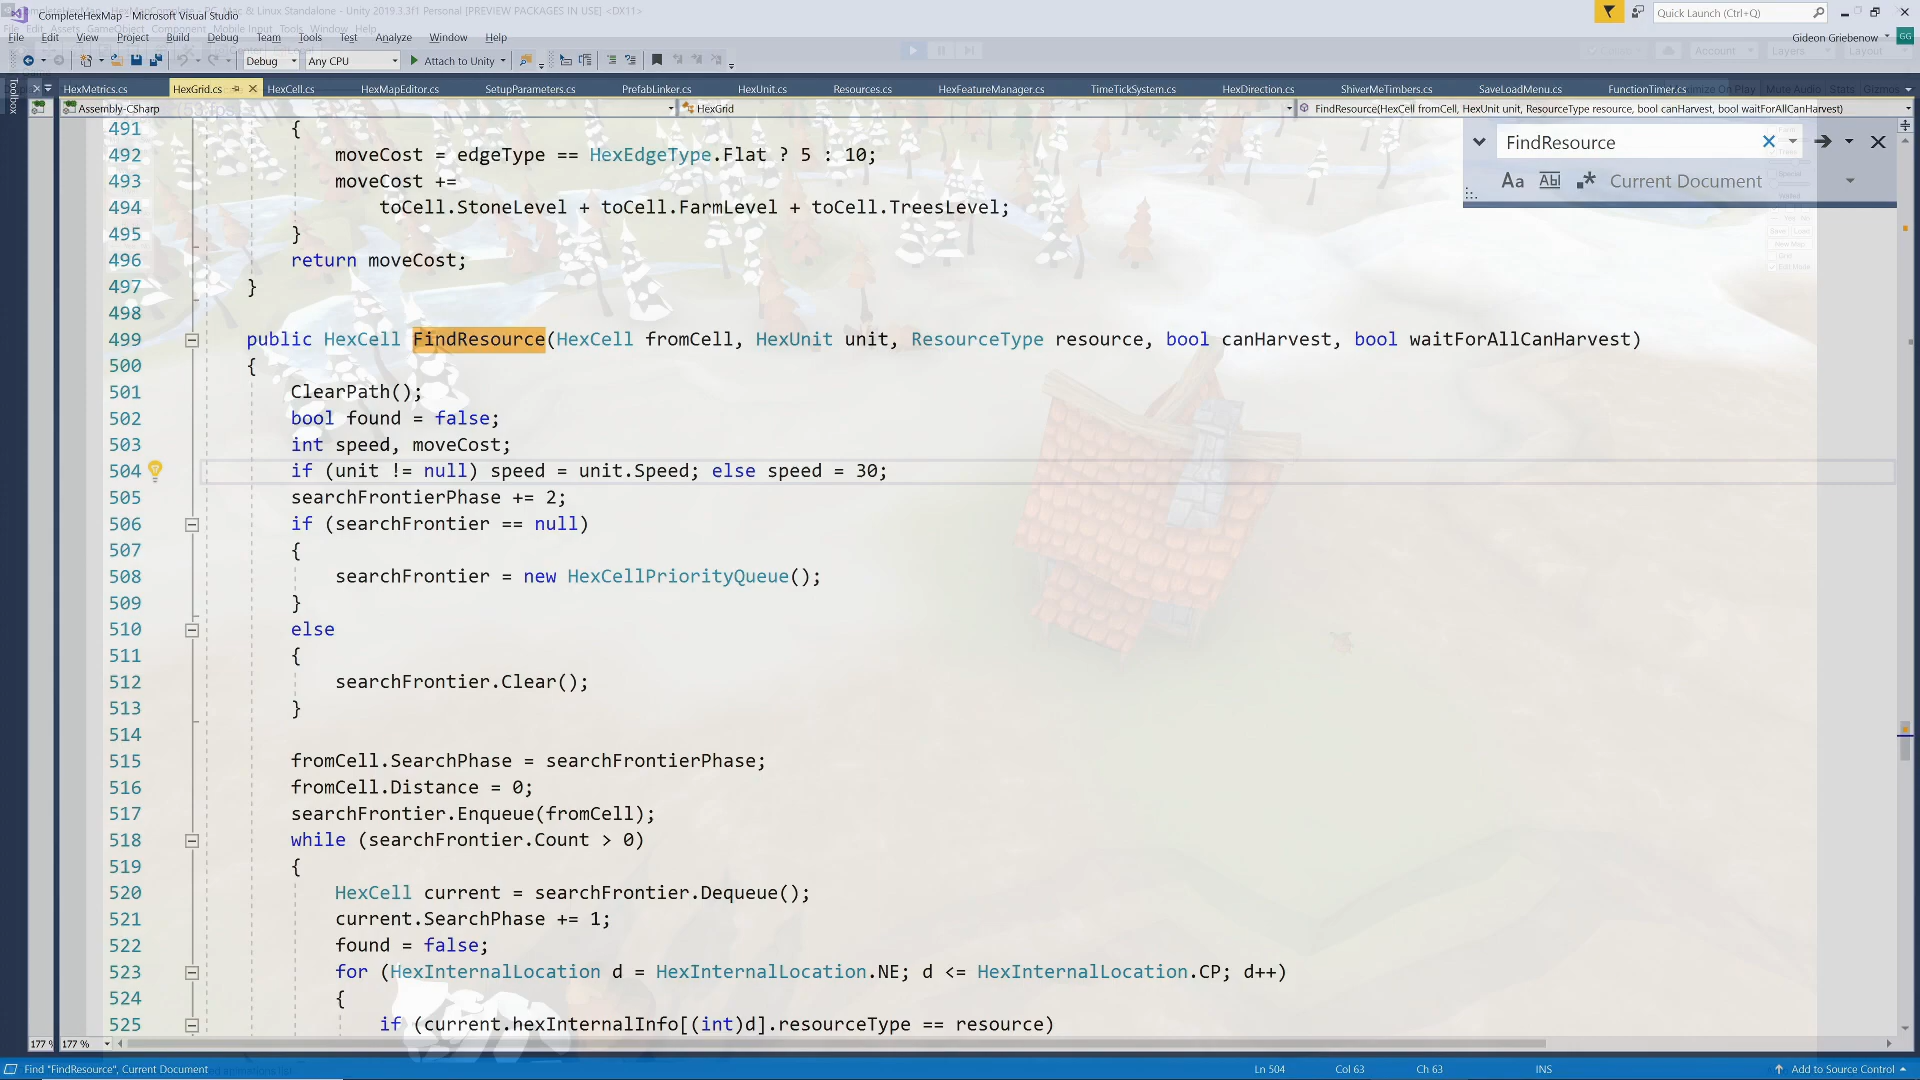 CompleteHexMap - Microsoft Visual Studio
Quick Launch (Ctrl+Q)
File Edit View Project Build Debug Team Tools Test Analyze Window Help
Gideon Griebenow
GG
Debug
Any CPU
Attach to Unity
Toolbox
HexMetrics.cs HexGrid.cs HexCell.cs HexMapEditor.cs SetupParameters.cs PrefabLinker.cs HexUnit.cs Resources.cs HexFeatureManager.cs TimeTickSystem.cs HexDirection.cs ShiverMeTimbers.cs SaveLoadMenu.cs FunctionTimer.cs
Assembly-CSharp
HexGrid
FindResource(HexCell fromCell, HexUnit unit, ResourceType resource, bool canHarvest, bool waitForAllCanHarvest)
FindResource
Aa Abl .* Current Document
491 {
492 moveCost = edgeType == HexEdgeType.Flat ? 5 : 10;
493 moveCost +=
494 toCell.StoneLevel + toCell.FarmLevel + toCell.TreesLevel;
495 }
496 return moveCost;
497 }
498
499 public HexCell FindResource(HexCell fromCell, HexUnit unit, ResourceType resource, bool canHarvest, bool waitForAllCanHarvest)
500 {
501 ClearPath();
502 bool found = false;
503 int speed, moveCost;
504 if (unit != null) speed = unit.Speed; else speed = 30;
505 searchFrontierPhase += 2;
506 if (searchFrontier == null)
507 {
508 searchFrontier = new HexCellPriorityQueue();
509 }
510 else
511 {
512 searchFrontier.Clear();
513 }
514
515 fromCell.SearchPhase = searchFrontierPhase;
516 fromCell.Distance = 0;
517 searchFrontier.Enqueue(fromCell);
518 while (searchFrontier.Count > 0)
519 {
520 HexCell current = searchFrontier.Dequeue();
521 current.SearchPhase += 1;
522 found = false;
523 for (HexInternalLocation d = HexInternalLocation.NE; d <= HexInternalLocation.CP; d++)
524 {
525 if (current.hexInternalInfo[(int)d].resourceType == resource)
177 %
177 %
Find "FindResource", Current Document
Ln 504
Col 63
Ch 63
INS
Add to Source Control